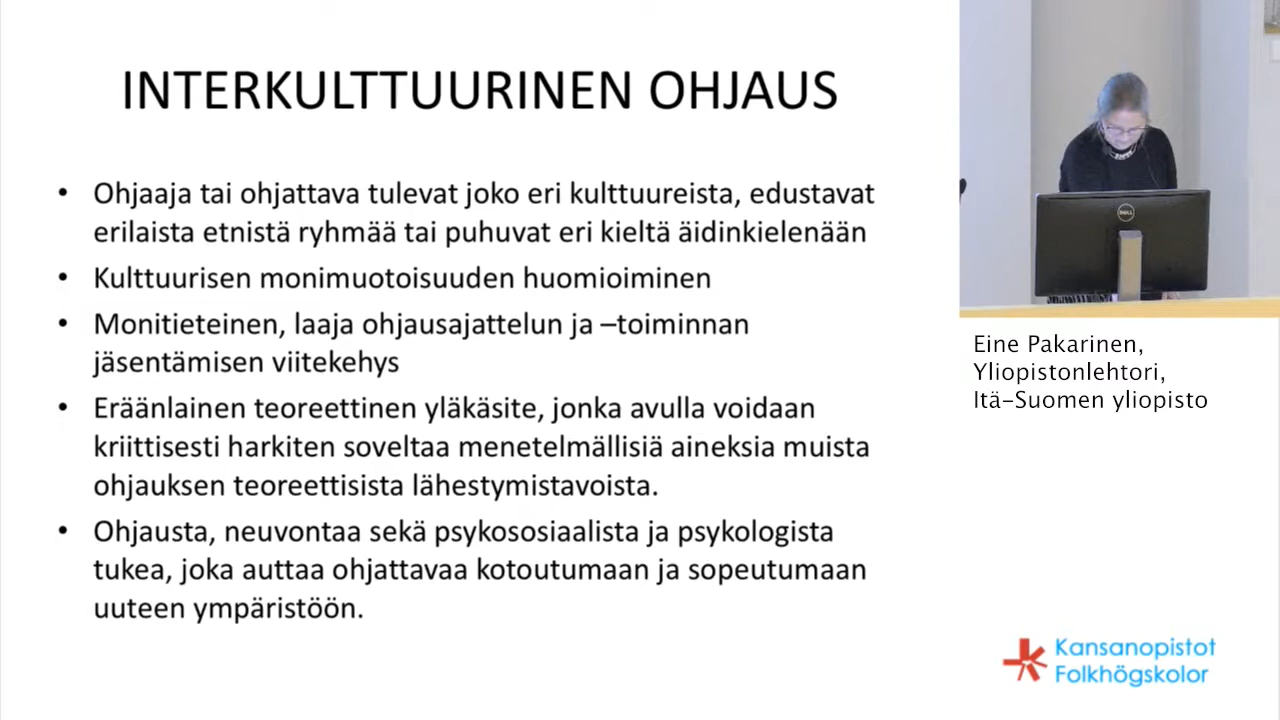 INTERKULTTUURINEN OHJAUS
• Ohjaaja tai ohjattava tulevat joko eri kulttuureista, edustavat
erilaista etnistä ryhmää tai puhuvat eri kieltä äidinkielenään
• Kulttuurisen monimuotoisuuden huomioiminen
• Monitieteinen, laaja ohjausajattelun ja –toiminnan
jäsentämisen viitekehys
• Eräänlainen teoreettinen yläkäsite, jonka avulla voidaan
kriittisesti harkiten soveltaa menetelmällisiä aineksia muista
ohjauksen teoreettisista lähestymistavoista.
• Ohjausta, neuvontaa sekä psykososiaalista ja psykologista
tukea, joka auttaa ohjattavaa kotoutumaan ja sopeutumaan
uuteen ympäristöön.
DELL
Eine Pakarinen,
Yliopistonlehtori,
Itä-Suomen yliopisto
Kansanopistot
Folkhögskolor